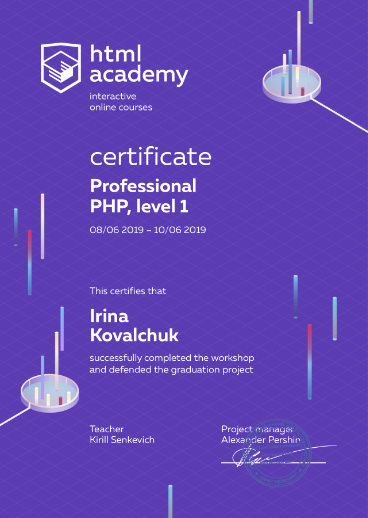 html
academy
interactive
online courses
certificate
Professional
PHP, level 1
08/06 2019 – 10/06 2019
This certifies that
Irina
Kovalchuk
successfully completed the workshop
and defended the graduation project
Teacher
Kirill Senkevich
Project manager
Alexander Pershin